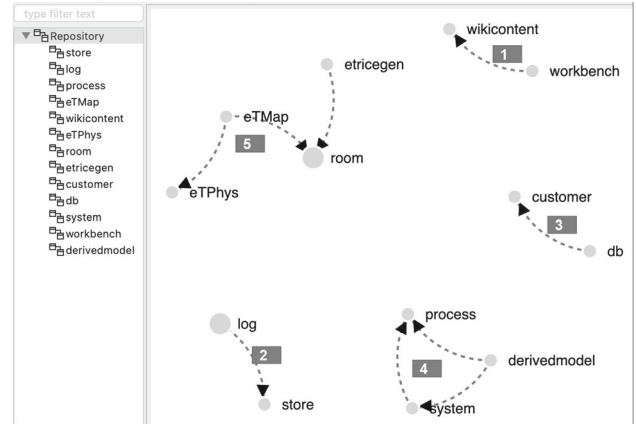 type filter text
Repository
store
log
process
eTMap
wikicontent
eTPhys
room
etricegen
customer
db
system
workbench
derivedmodel
wikicontent
1
workbench
etricegen
eTMap
5
room
eTPhys
customer
3
db
log
2
store
process
derivedmodel
4
system